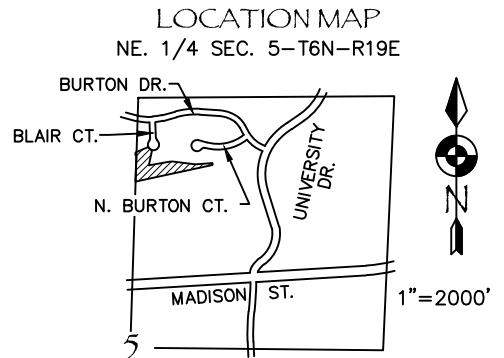 LOCATION MAP
NE. 1/4 SEC. 5-T6N-R19E
BURTON DR.
BLAIR CT.
N. BURTON CT.
UNIVERSITY
DR.
N
MADISON ST.
1"=2000'
5